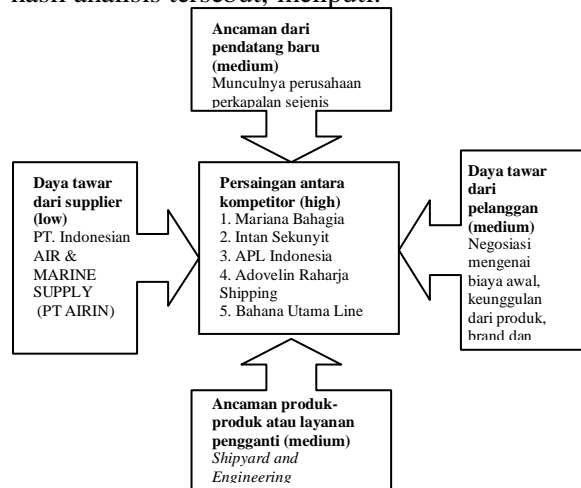 hasil analisis tersebut, meliputi:
Ancaman dari
pendatang baru
(medium)
Munculnya perusahaan
perkapalan sejenis
Daya tawar
dari supplier
(low)
PT. Indonesian
AIR &
MARINE
SUPPLY
(PT AIRIN)
Persaingan antara
kompetitor (high)
1. Mariana Bahagia
2. Intan Sekunyit
3. APL Indonesia
4. Adovelin Raharja
Shipping
5. Bahana Utama Line
Daya tawar
dari
pelanggan
(medium)
Negosiasi
mengenai
biaya awal,
keunggulan
dari produk,
brand dan
Ancaman produk-
produk atau layanan
pengganti (medium)
Shipyard and
Engineering